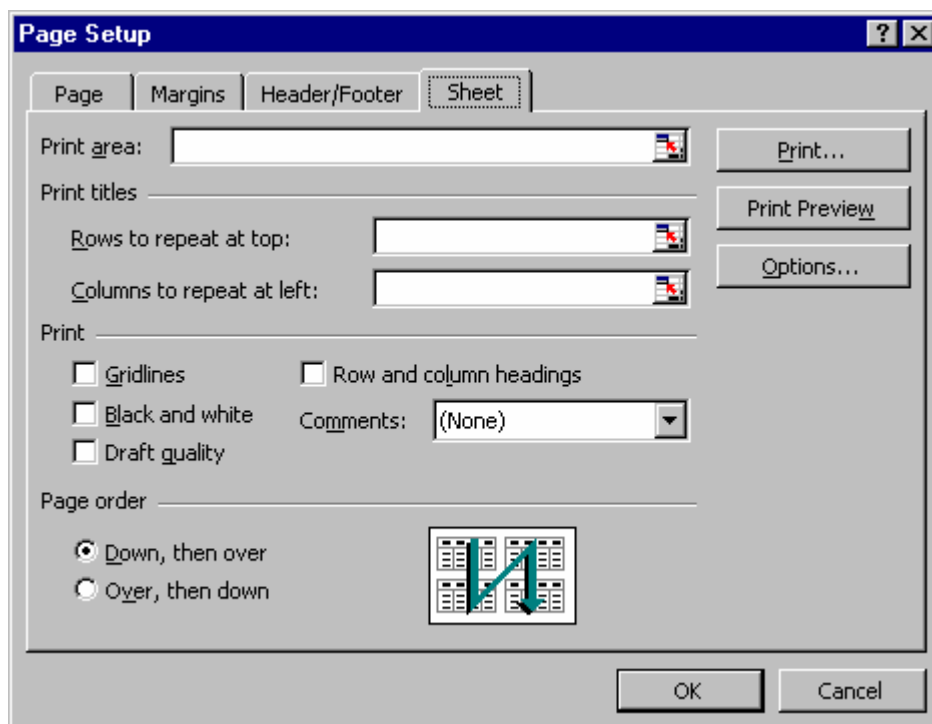 Page Setup
Page Margins Header/Footer Sheet
Print area:
Print...
Print titles
Print Preview
Rows to repeat at top:
Options...
Columns to repeat at left:
Print
Gridlines Row and column headings
Black and white Comments: (None)
Draft quality
Page order
Down, then over
Over, then down
OK Cancel